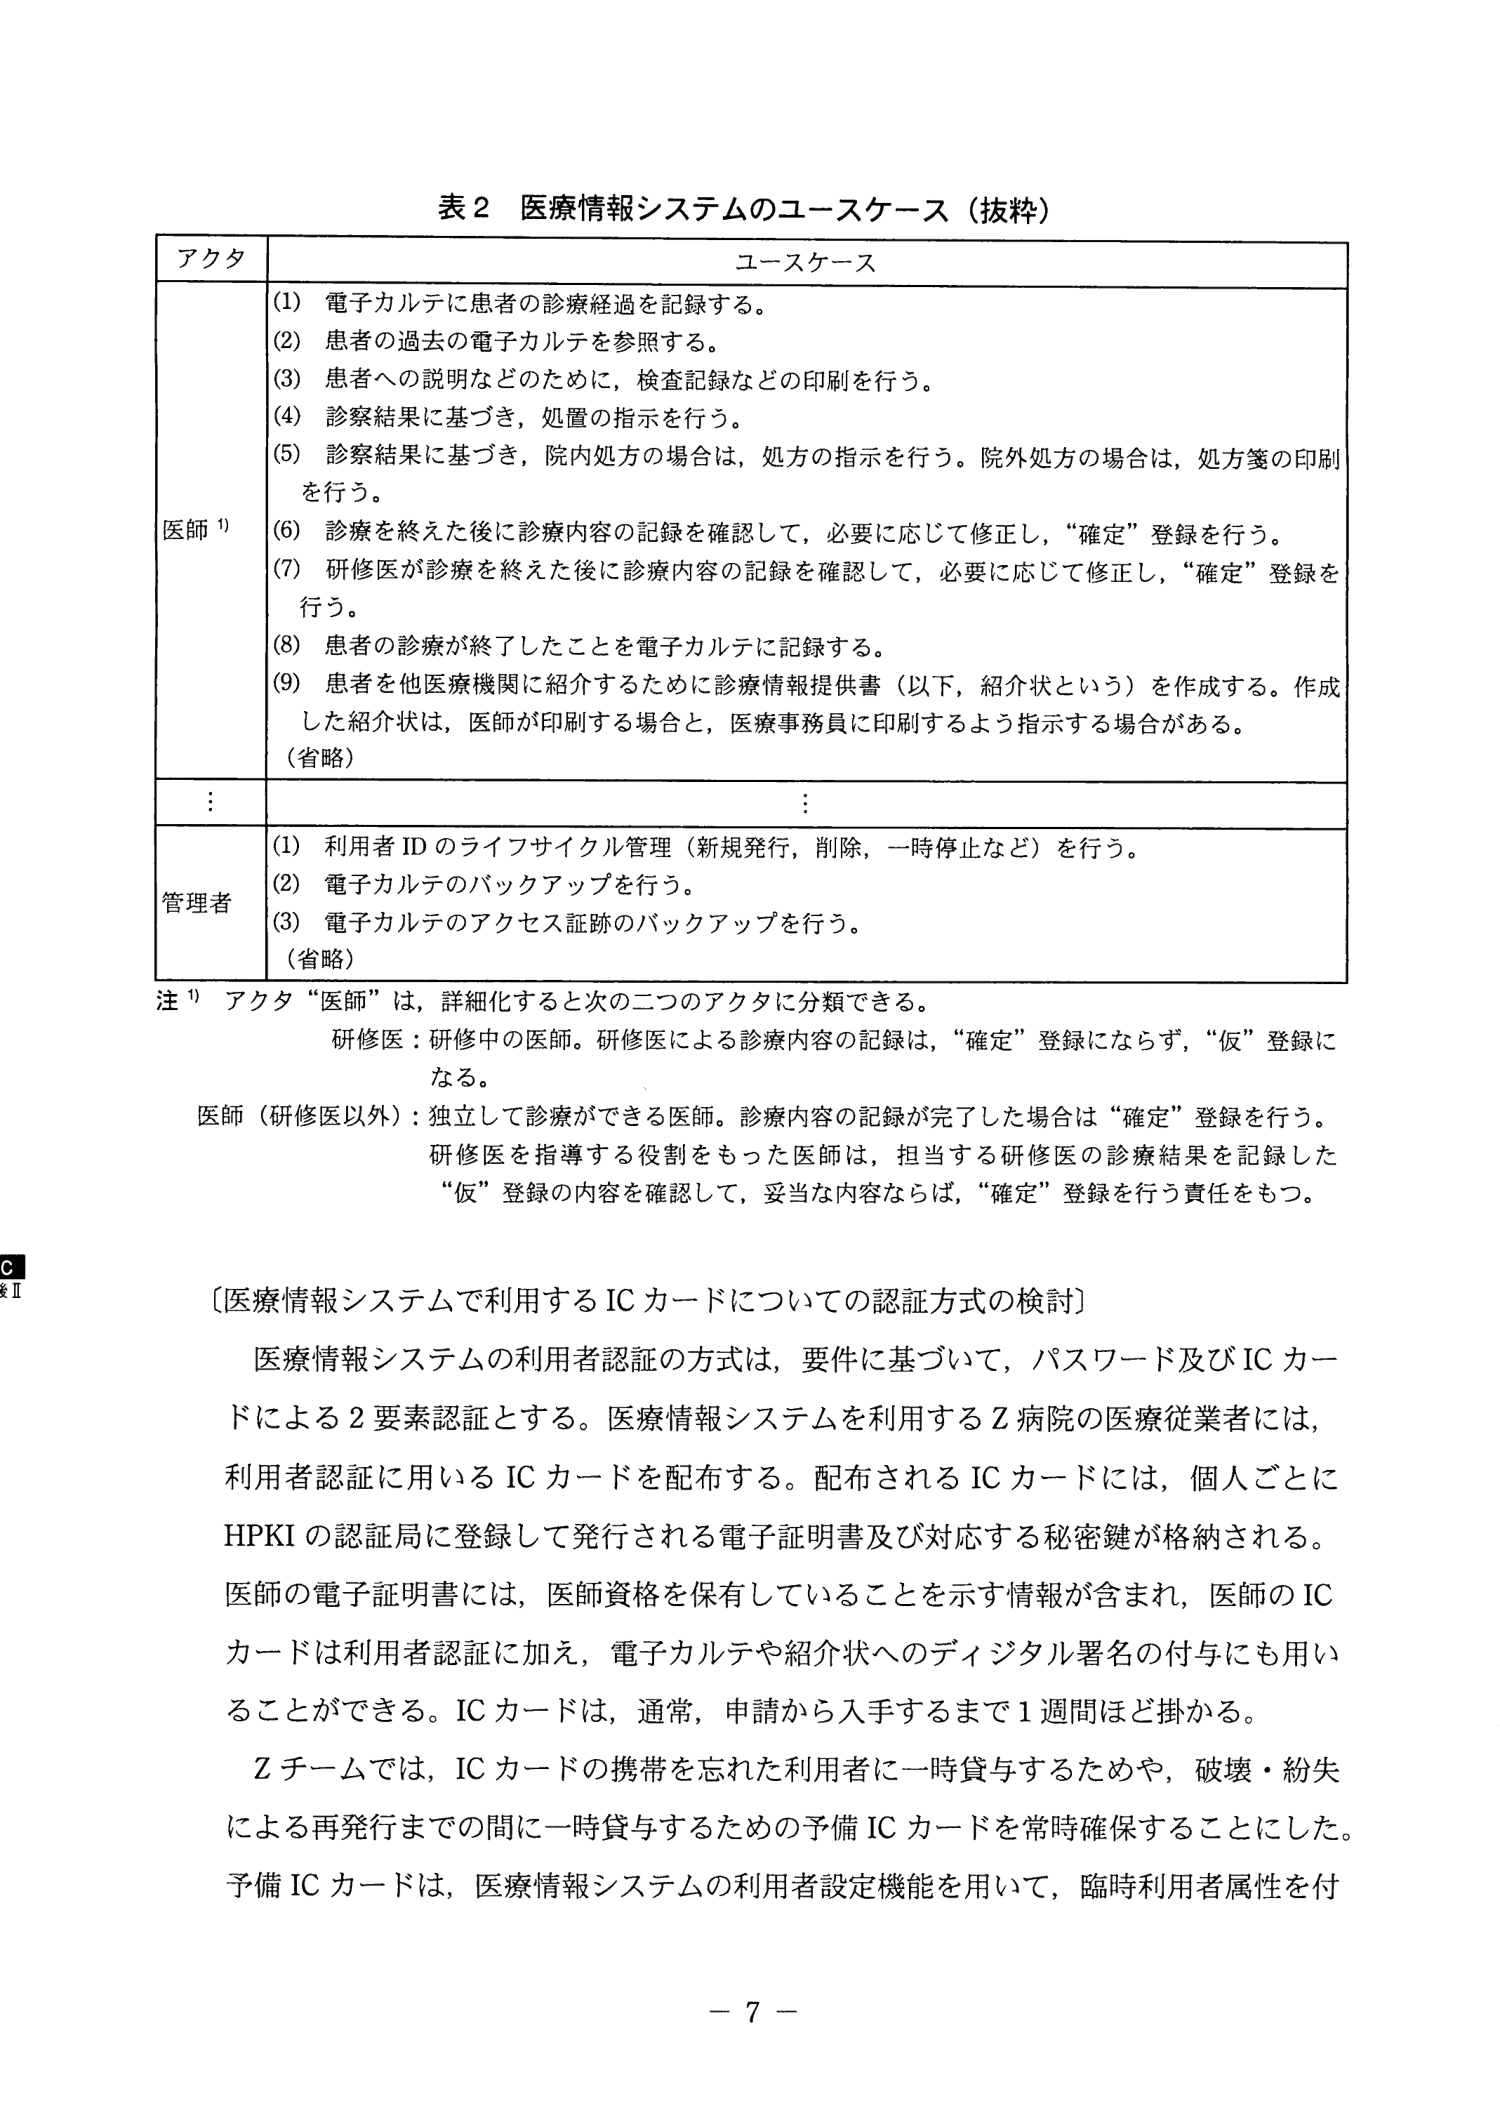 表2 医療情報システムのユースケース（抜粋）
アクタ ユースケース
(1) 電子カルテに患者の診療経過を記録する。
(2) 患者の過去の電子カルテを参照する。
(3) 患者への説明などのために，検査記録などの印刷を行う。
(4) 診察結果に基づき，処置の指示を行う。
(5) 診察結果に基づき，院内処方の場合は，処方の指示を行う。院外処方の場合は，処方箋の印刷
を行う。
医師 1)
(6) 診療を終えた後に診療内容の記録を確認して，必要に応じて修正し，“確定” 登録を行う。
(7) 研修医が診療を終えた後に診療内容の記録を確認して，必要に応じて修正し，“確定” 登録を
行う。
(8) 患者の診療が終了したことを電子カルテに記録する。
(9) 患者を他医療機関に紹介するために診療情報提供書（以下，紹介状という）を作成する。作成
した紹介状は，医師が印刷する場合と，医療事務員に印刷するよう指示する場合がある。
（省略）
⋮ ⋮
(1) 利用者 ID のライフサイクル管理（新規発行，削除，一時停止など）を行う。
(2) 電子カルテのバックアップを行う。
管理者
(3) 電子カルテのアクセス証跡のバックアップを行う。
（省略）
注 1) アクタ “医師” は，詳細化すると次の二つのアクタに分類できる。
研修医：研修中の医師。研修医による診療内容の記録は，“確定” 登録にならず，“仮” 登録に
なる。
医師（研修医以外）：独立して診療ができる医師。診療内容の記録が完了した場合は “確定” 登録を行う。
研修医を指導する役割をもった医師は，担当する研修医の診療結果を記録した
“仮” 登録の内容を確認して，妥当な内容ならば，“確定” 登録を行う責任をもつ。
C
Ⅱ
〔医療情報システムで利用する IC カードについての認証方式の検討〕
医療情報システムの利用者認証の方式は，要件に基づいて，パスワード及び IC カー
ドによる 2 要素認証とする。医療情報システムを利用する Z 病院の医療従業者には，
利用者認証に用いる IC カードを配布する。配布される IC カードには，個人ごとに
HPKI の認証局に登録して発行される電子証明書及び対応する秘密鍵が格納される。
医師の電子証明書には，医師資格を保有していることを示す情報が含まれ，医師の IC
カードは利用者認証に加え，電子カルテや紹介状へのディジタル署名の付与にも用い
ることができる。IC カードは，通常，申請から入手するまで 1 週間ほど掛かる。
Z チームでは，IC カードの携帯を忘れた利用者に一時貸与するためや，破壊・紛失
による再発行までの間に一時貸与するための予備 IC カードを常時確保することにした。
予備 IC カードは，医療情報システムの利用者設定機能を用いて，臨時利用者属性を付
－ 7 －